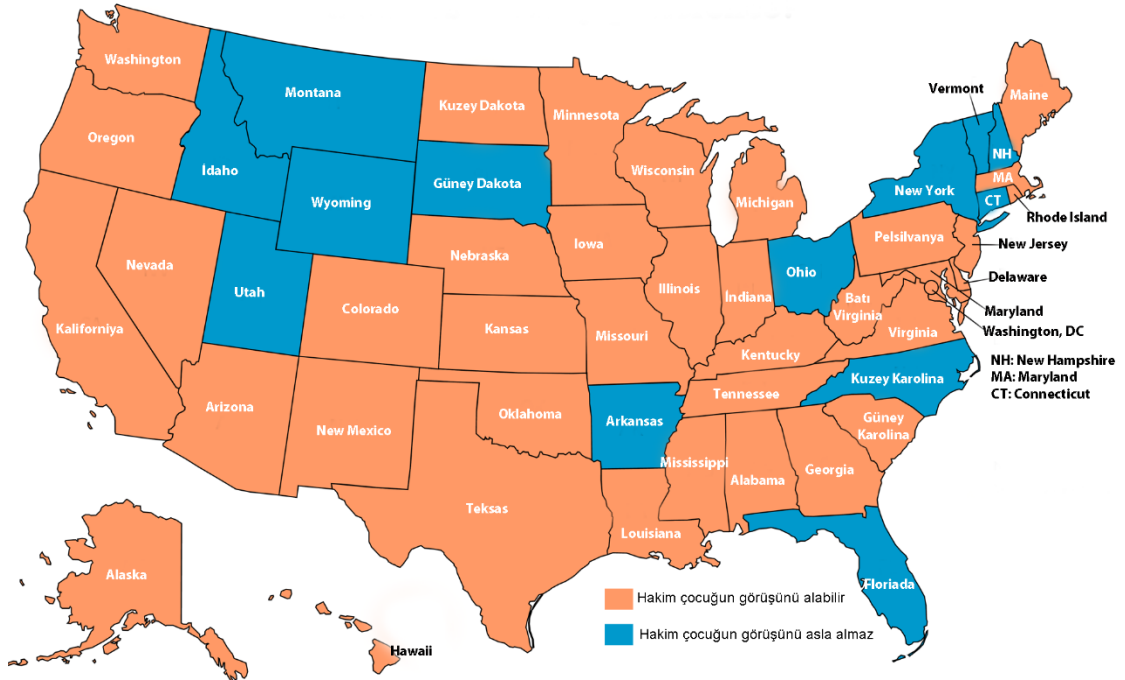 Washington
Montana
Kuzey Dakota
Minnesota
Vermont
Maine
Oregon
İdaho
Wyoming
Güney Dakota
Wisconsin
Michigan
New York
NH
MA
CT
Rhode Island
Pelsilvanya
New Jersey
Nevada
Utah
Nebraska
Iowa
Illinois
Indiana
Ohio
Delaware
Kaliforniya
Colorado
Kansas
Missouri
Batı
Virginia
Virginia
Maryland
Washington, DC
Kentucky
NH: New Hampshire
MA: Maryland
CT: Connecticut
Kuzey Karolina
Tennessee
Arizona
New Mexico
Oklahoma
Arkansas
Güney
Karolina
Mississippi
Alabama
Georgia
Teksas
Louisiana
Floriada
Alaska
Hawaii
Hakim çocuğun görüşünü alabilir
Hakim çocuğun görüşünü asla almaz